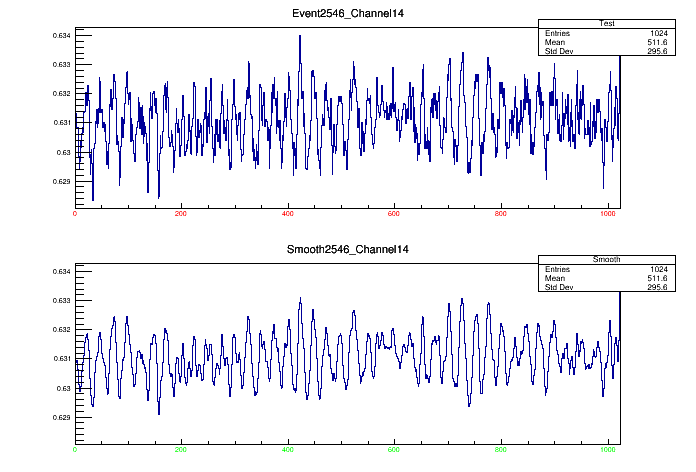 Event2546_Channel14
Test
Entries 1024
Mean 511.6
Std Dev 295.6
0.634
0.633
0.632
0.631
0.63
0.629
0 200 400 600 800 1000
Smooth2546_Channel14
Smooth
Entries 1024
Mean 511.6
Std Dev 295.6
0.634
0.633
0.632
0.631
0.63
0.629
0 200 400 600 800 1000